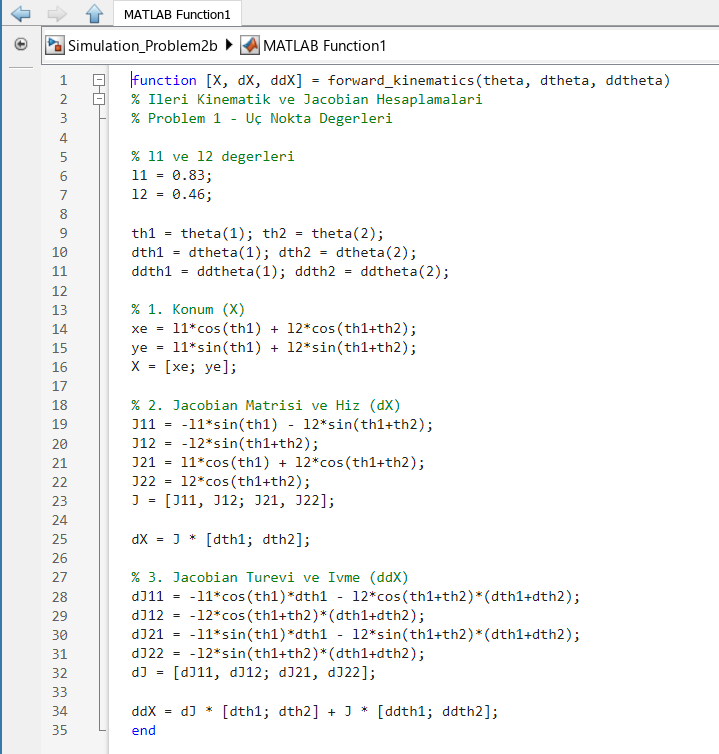 MATLAB Function1
Simulation_Problem2b ▶ MATLAB Function1
1 function [X, dX, ddX] = forward_kinematics(theta, dtheta, ddtheta)
2 % Ileri Kinematik ve Jacobian Hesaplamalari
3 % Problem 1 - Uç Nokta Degerleri
4
5 % l1 ve l2 degerleri
6 l1 = 0.83;
7 l2 = 0.46;
8
9 th1 = theta(1); th2 = theta(2);
10 dth1 = dtheta(1); dth2 = dtheta(2);
11 ddth1 = ddtheta(1); ddth2 = ddtheta(2);
12
13 % 1. Konum (X)
14 xe = l1*cos(th1) + l2*cos(th1+th2);
15 ye = l1*sin(th1) + l2*sin(th1+th2);
16 X = [xe; ye];
17
18 % 2. Jacobian Matrisi ve Hiz (dX)
19 J11 = -l1*sin(th1) - l2*sin(th1+th2);
20 J12 = -l2*sin(th1+th2);
21 J21 = l1*cos(th1) + l2*cos(th1+th2);
22 J22 = l2*cos(th1+th2);
23 J = [J11, J12; J21, J22];
24
25 dX = J * [dth1; dth2];
26
27 % 3. Jacobian Turevi ve Ivme (ddX)
28 dJ11 = -l1*cos(th1)*dth1 - l2*cos(th1+th2)*(dth1+dth2);
29 dJ12 = -l2*cos(th1+th2)*(dth1+dth2);
30 dJ21 = -l1*sin(th1)*dth1 - l2*sin(th1+th2)*(dth1+dth2);
31 dJ22 = -l2*sin(th1+th2)*(dth1+dth2);
32 dJ = [dJ11, dJ12; dJ21, dJ22];
33
34 ddX = dJ * [dth1; dth2] + J * [ddth1; ddth2];
35 end